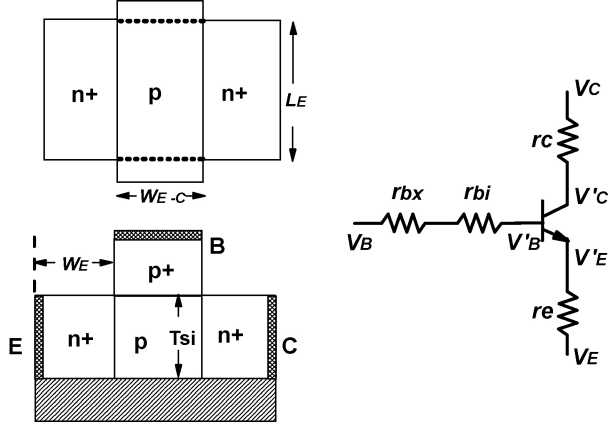 n+
p
n+
LE
WE-C
WE
B
p+
Tsi
E
n+
p
n+
C
VC
rc
V'C
rbx
rbi
VB
V'B
V'E
re
VE